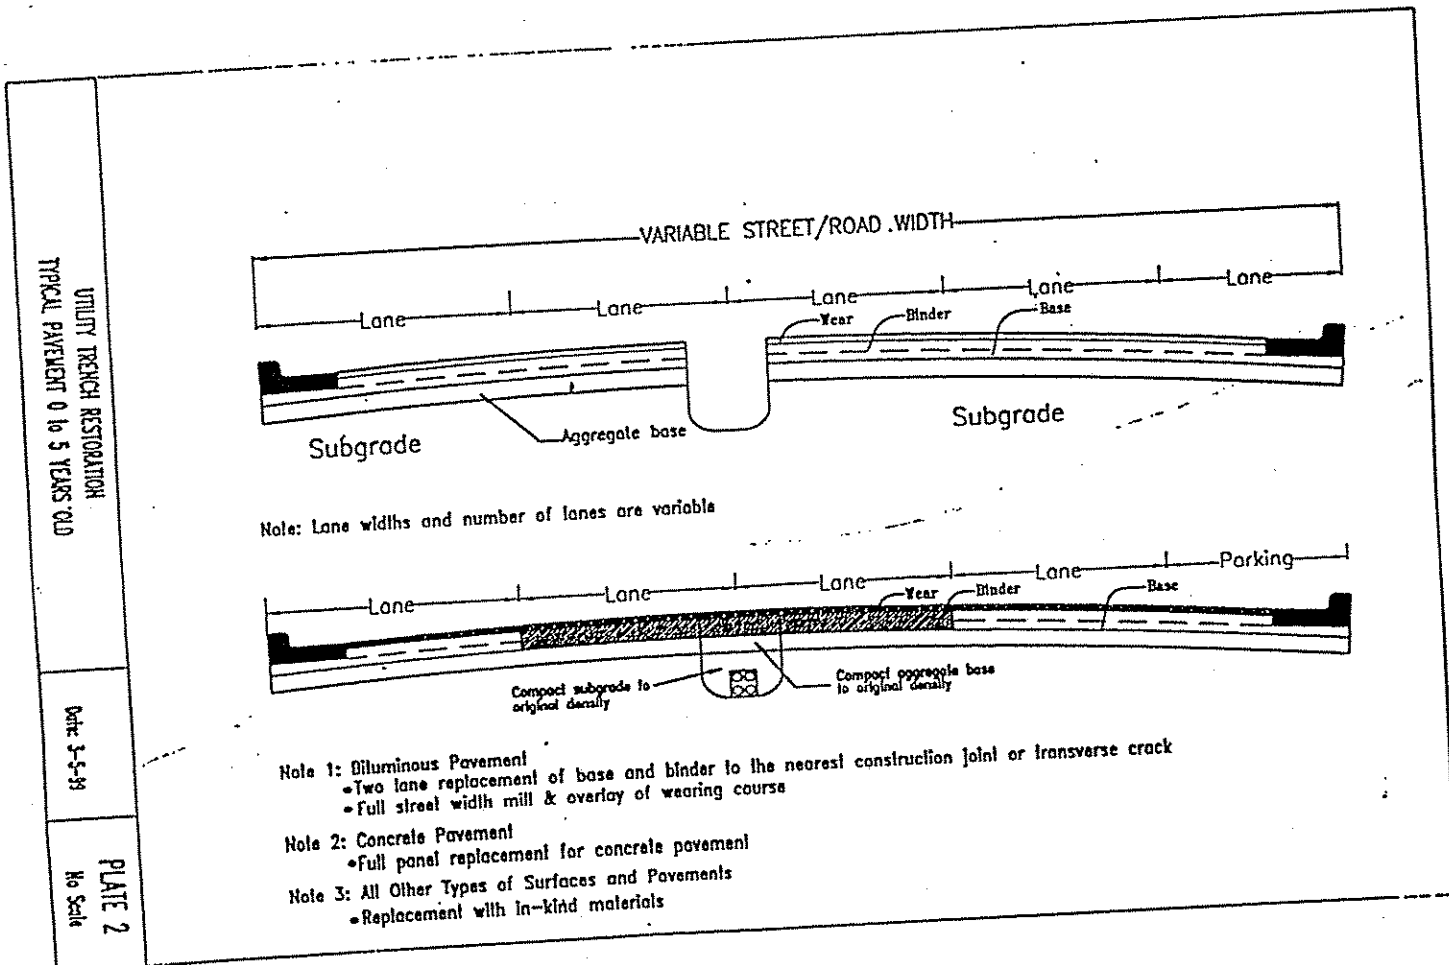 VARIABLE STREET/ROAD WIDTH
Lane Lane Lane Lane Lane
Wear Binder Base
Subgrade Aggregate base Subgrade
Note: Lane widths and number of lanes are variable
Lane Lane Lane Lane Parking
Wear Binder Base
Compact subgrade to
original density
Compact aggregate base
to original density
Note 1: Bituminous Pavement
•Two lane replacement of base and binder to the nearest construction joint or transverse crack
•Full street width mill & overlay of wearing course
Note 2: Concrete Pavement
•Full panel replacement for concrete pavement
Note 3: All Other Types of Surfaces and Pavements
•Replacement with in-kind materials
UTILITY TRENCH RESTORATION
TYPICAL PAVEMENT 0 to 5 YEARS OLD
Date: 3-5-99
PLATE 2
No Scale